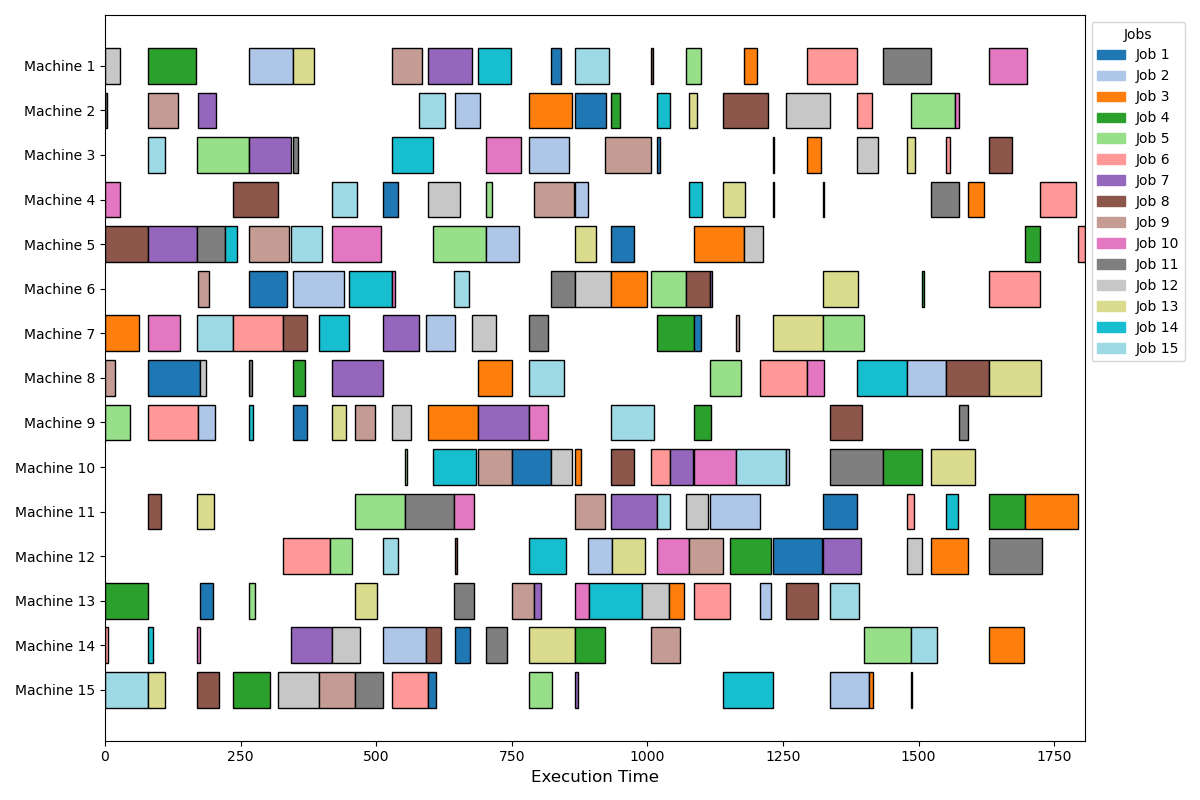 Machine 1
Machine 2
Machine 3
Machine 4
Machine 5
Machine 6
Machine 7
Machine 8
Machine 9
Machine 10
Machine 11
Machine 12
Machine 13
Machine 14
Machine 15
0 250 500 750 1000 1250 1500 1750
Execution Time
Jobs
Job 1
Job 2
Job 3
Job 4
Job 5
Job 6
Job 7
Job 8
Job 9
Job 10
Job 11
Job 12
Job 13
Job 14
Job 15